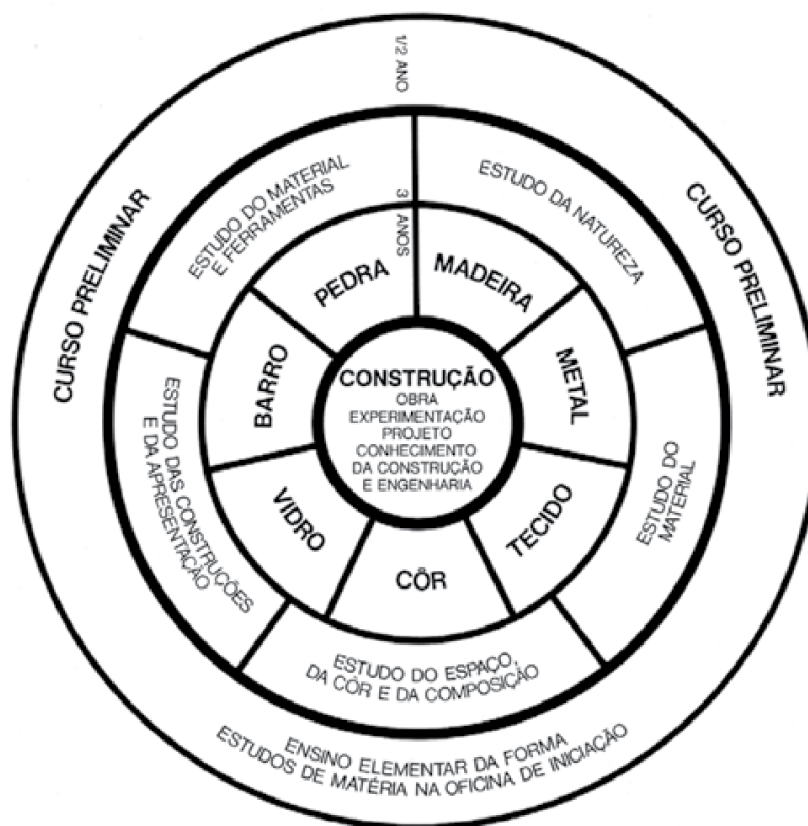 1/2 ANO
CURSO PRELIMINAR
CURSO PRELIMINAR
ENSINO ELEMENTAR DA FORMA
ESTUDOS DE MATÉRIA NA OFICINA DE INICIAÇÃO
3 ANOS
ESTUDO DO MATERIAL
E FERRAMENTAS
ESTUDO DA NATUREZA
ESTUDO DO
MATERIAL
ESTUDO DO ESPAÇO,
DA CÔR E DA COMPOSIÇÃO
ESTUDO DAS CONSTRUÇÕES
E DA APRESENTAÇÃO
PEDRA
MADEIRA
METAL
TECIDO
CÔR
VIDRO
BARRO
CONSTRUÇÃO
OBRA
EXPERIMENTAÇÃO
PROJETO
CONHECIMENTO
DA CONSTRUÇÃO
E ENGENHARIA